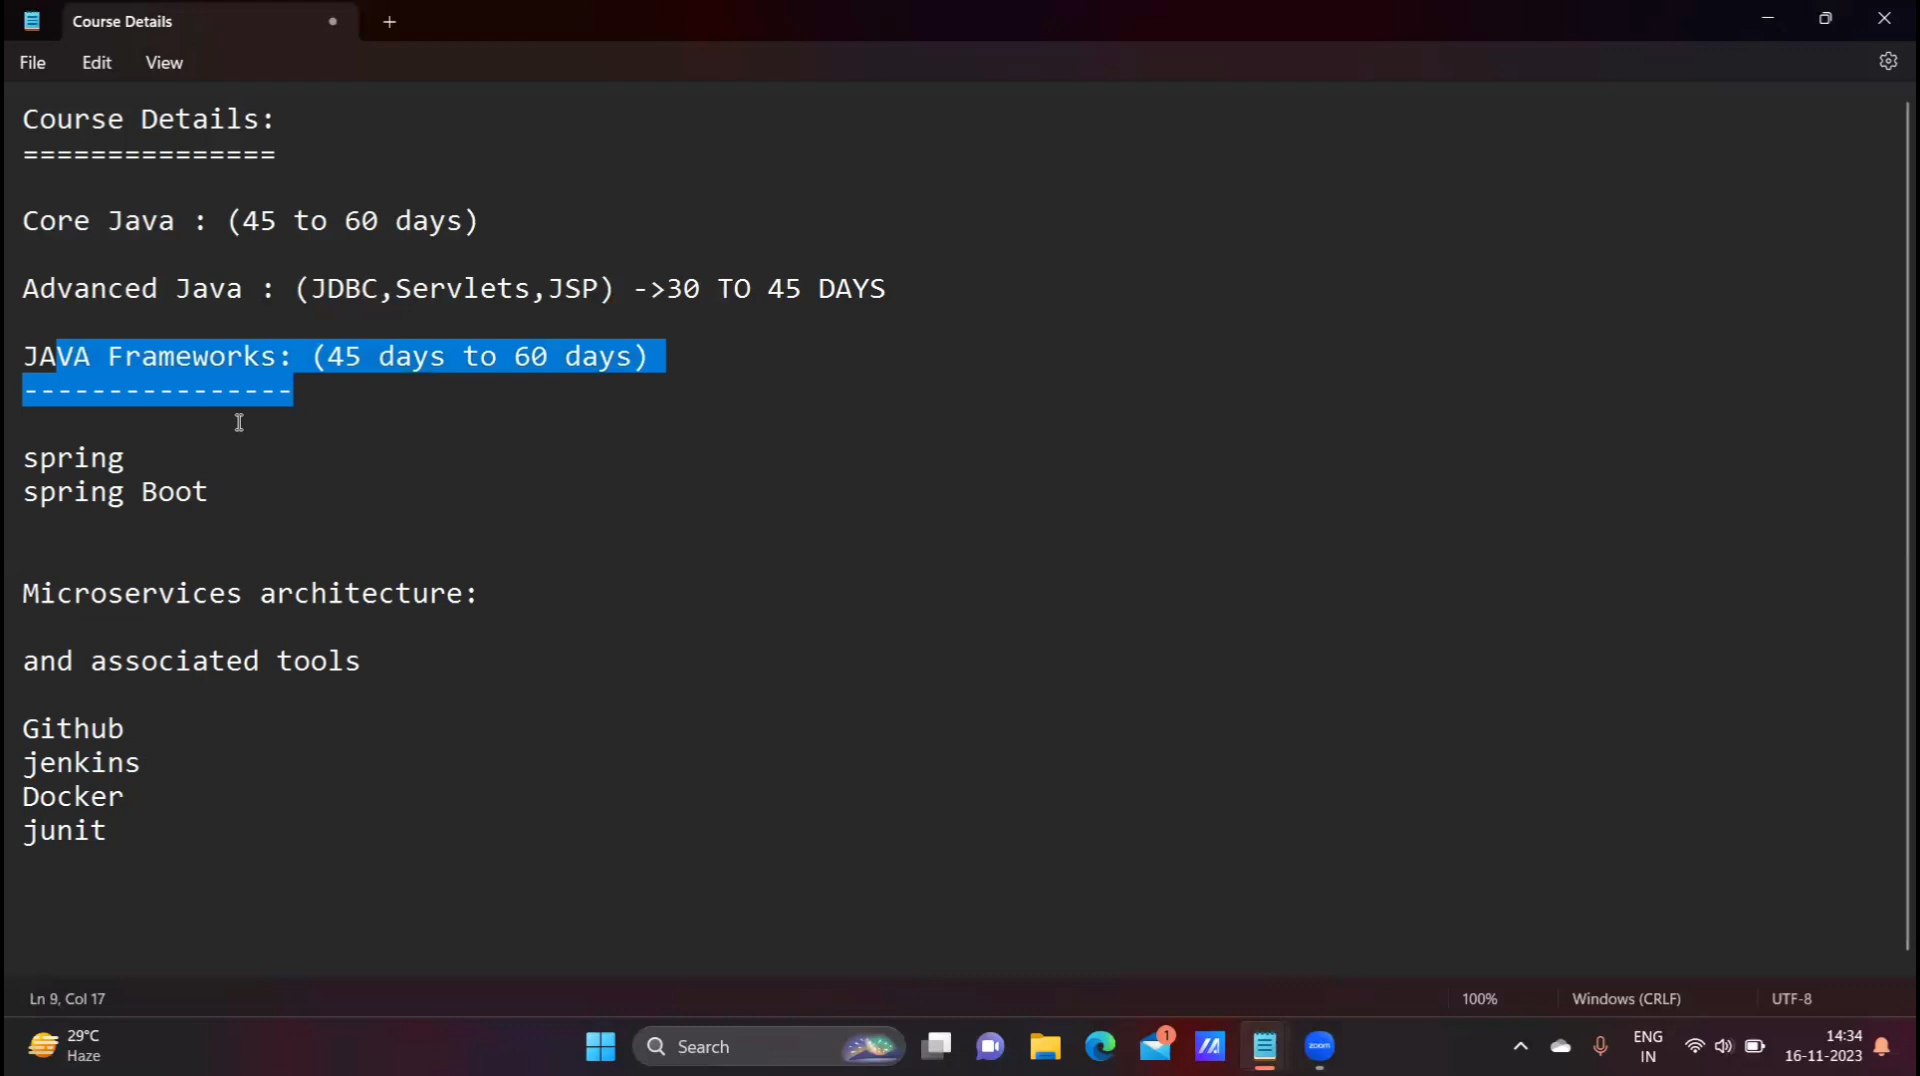 Course Details
File Edit View
Course Details:
===============
Core Java : (45 to 60 days)
Advanced Java : (JDBC,Servlets,JSP) ->30 TO 45 DAYS
JAVA Frameworks: (45 days to 60 days)
----------------
spring
spring Boot
Microservices architecture:
and associated tools
Github
jenkins
Docker
junit
Ln 9, Col 17 100% Windows (CRLF) UTF-8
29°C
Haze
Search
1
zoom
ENG
IN
14:34
16-11-2023